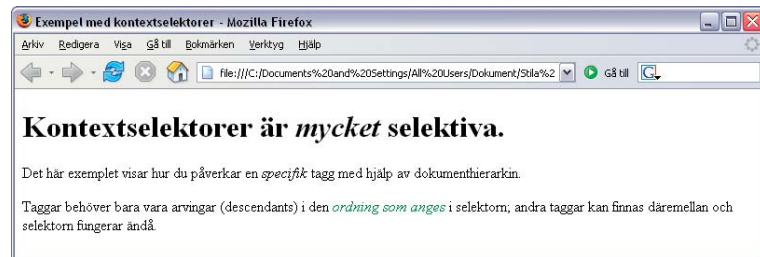 Exempel med kontextselektorer - Mozilla Firefox
Arkiv Redigera Visa Gå till Bokmärken Verktyg Hjälp
file:///C:/Documents%20and%20Settings/All%20Users/Dokument/Stila%2 Gå till G
Kontextselektorer är mycket selektiva.
Det här exemplet visar hur du påverkar en specifik tagg med hjälp av dokumenthierarkin.
Taggar behöver bara vara arvingar (descendants) i den ordning som anges i selektorn; andra taggar kan finnas däremellan och
selektorn fungerar ändå.